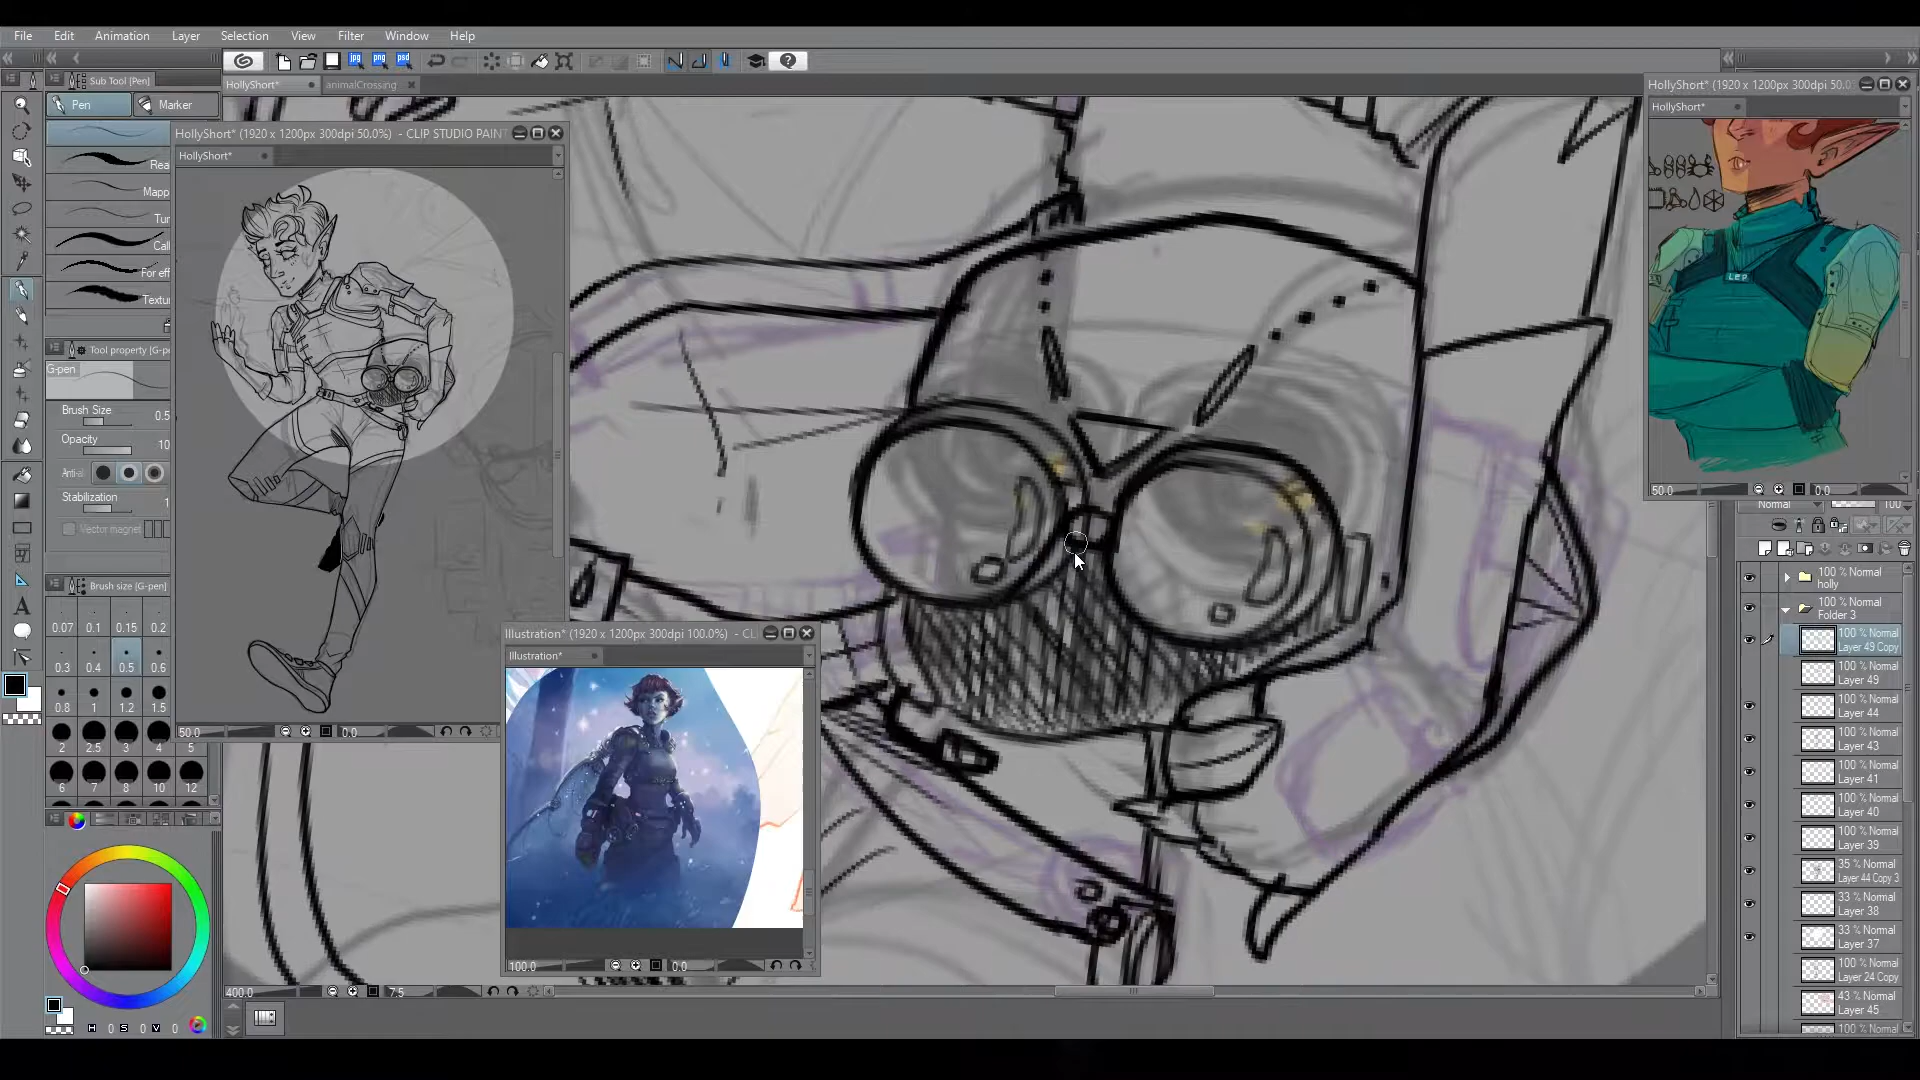 File Edit Animation Layer Selection View Filter Window Help
Sub Tool [Pen]
Pen Marker
HollyShort* animalCrossing
HollyShort* (1920 x 1200px 300dpi 50.0%) - CLIP STUDIO PAINT
HollyShort*
Rea
Mapp
Tur
Call
For eff
Textur
Tool property [G-p
G-pen
Brush Size 0.5
Opacity 10
Anti-al
Stabilization 1
Vector magnet
Brush size [G-pen]
0.07 0.1 0.15 0.2
0.3 0.4 0.5 0.6
0.8 1 1.2 1.5
2 2.5 3 4 5
6 7 8 10 12
H 0 S 0 V 0
50.0 0.0
Illustration* (1920 x 1200px 300dpi 100.0%) - CL
Illustration*
100.0 0.0
400.0 7.5
HollyShort* (1920 x 1200px 300dpi 50.0
HollyShort*
LEP
50.0 0.0
Normal 100
100 % Normal
holly
100 % Normal
Folder 3
100 % Normal
Layer 49 Copy
100 % Normal
Layer 49
100 % Normal
Layer 44
100 % Normal
Layer 43
100 % Normal
Layer 41
100 % Normal
Layer 40
100 % Normal
Layer 39
35 % Normal
Layer 44 Copy 3
33 % Normal
Layer 38
33 % Normal
Layer 37
100 % Normal
Layer 24 Copy
43 % Normal
Layer 45
100 % Normal